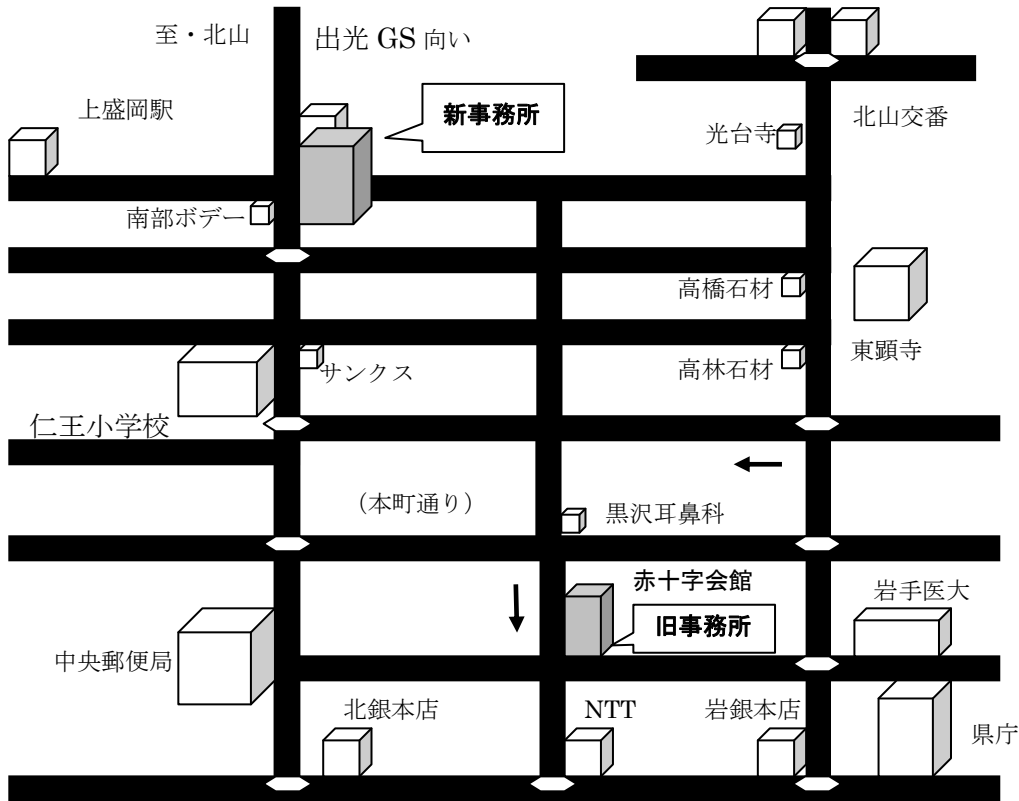 至・北山
出光 GS 向い
上盛岡駅
新事務所
北山交番
光台寺
南部ボデー
高橋石材
東顕寺
サンクス
高林石材
仁王小学校
（本町通り）
黒沢耳鼻科
赤十字会館
岩手医大
旧事務所
中央郵便局
北銀本店
NTT
岩銀本店
県庁